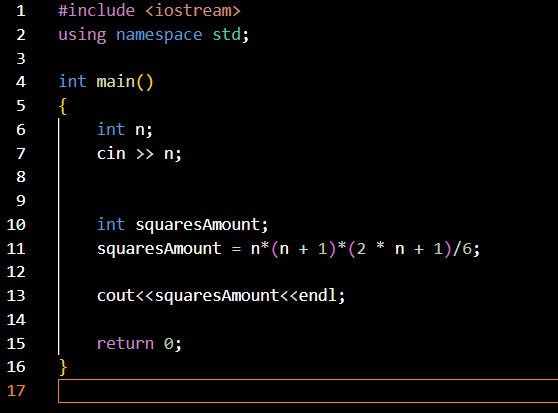 1 #include <iostream>
2 using namespace std;
3
4 int main()
5 {
6 int n;
7 cin >> n;
8
9
10 int squaresAmount;
11 squaresAmount = n*(n + 1)*(2 * n + 1)/6;
12
13 cout<<squaresAmount<<endl;
14
15 return 0;
16 }
17